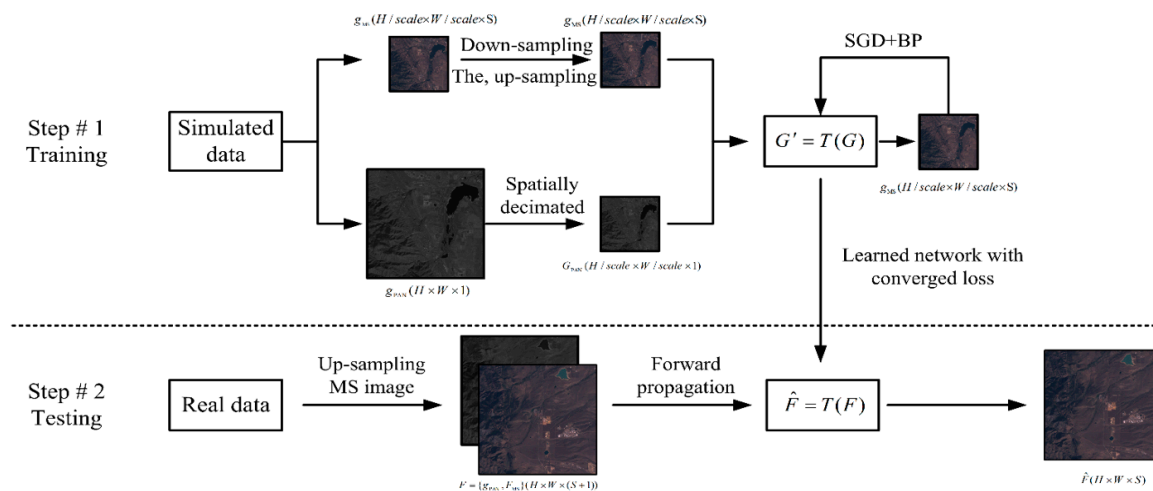 g_MS(H / scale×W / scale×S)
g_MS(H / scale×W / scale×S)
Down-sampling
The, up-sampling
SGD+BP
Step # 1
Training
Simulated
data
G′ = T(G)
g_MS(H / scale×W / scale×S)
Spatially
decimated
g_PAN(H×W×1)
G_PAN(H / scale×W / scale×1)
Learned network with
converged loss
Step # 2
Testing
Real data
Up-sampling
MS image
F = {g_PAN, F_MS}(H×W×(S+1))
Forward
propagation
F̂ = T(F)
F̂(H×W×S)